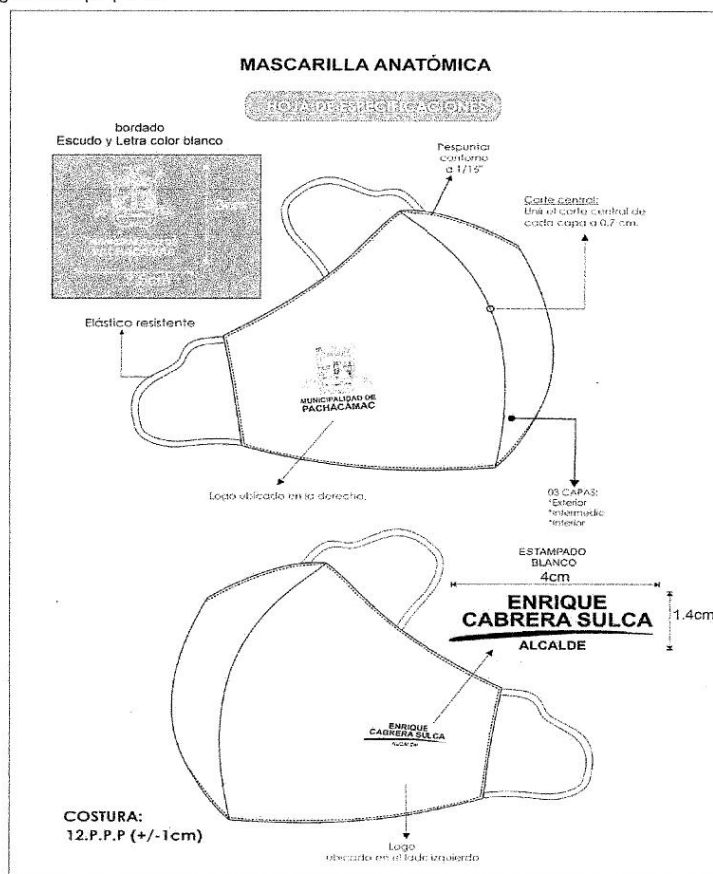 MASCARILLA ANATÓMICA
HOJA DE ESPECIFICACIONES
bordado
Escudo y Letra color blanco
Pespuntar
contorno
a 1/16"
Corte central:
Unir el corte central de
cada capa a 0.7 cm.
Elástico resistente
MUNICIPALIDAD DE
PACHACÁMAC
Logo ubicado en la derecha.
03 CAPAS:
*Exterior
*Intermedio
*Interior
ESTAMPADO
BLANCO
4cm
ENRIQUE
CABRERA SULCA
ALCALDE
1.4cm
ENRIQUE
CABRERA SULCA
ALCALDE
COSTURA:
12.P.P.P (+/-1cm)
Logo
ubicado en el lado izquierdo